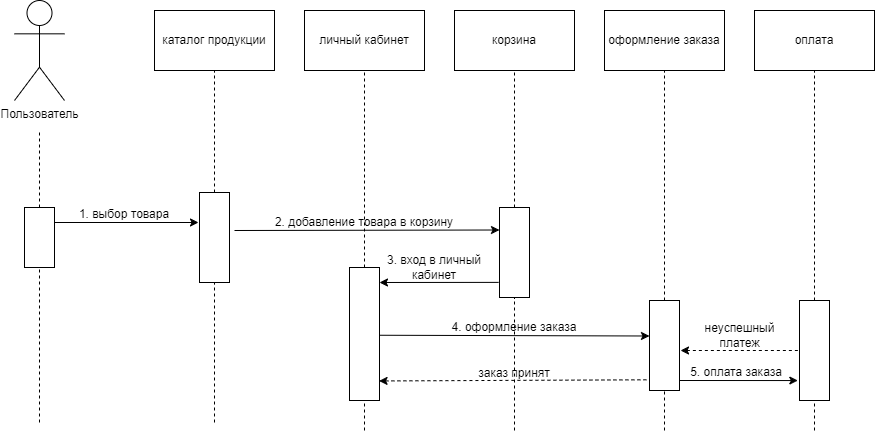 каталог продукции
личный кабинет
корзина
оформление заказа
оплата
Пользователь
1. выбор товара
2. добавление товара в корзину
3. вход в личный
кабинет
4. оформление заказа
неуспешный
платеж
заказ принят
5. оплата заказа